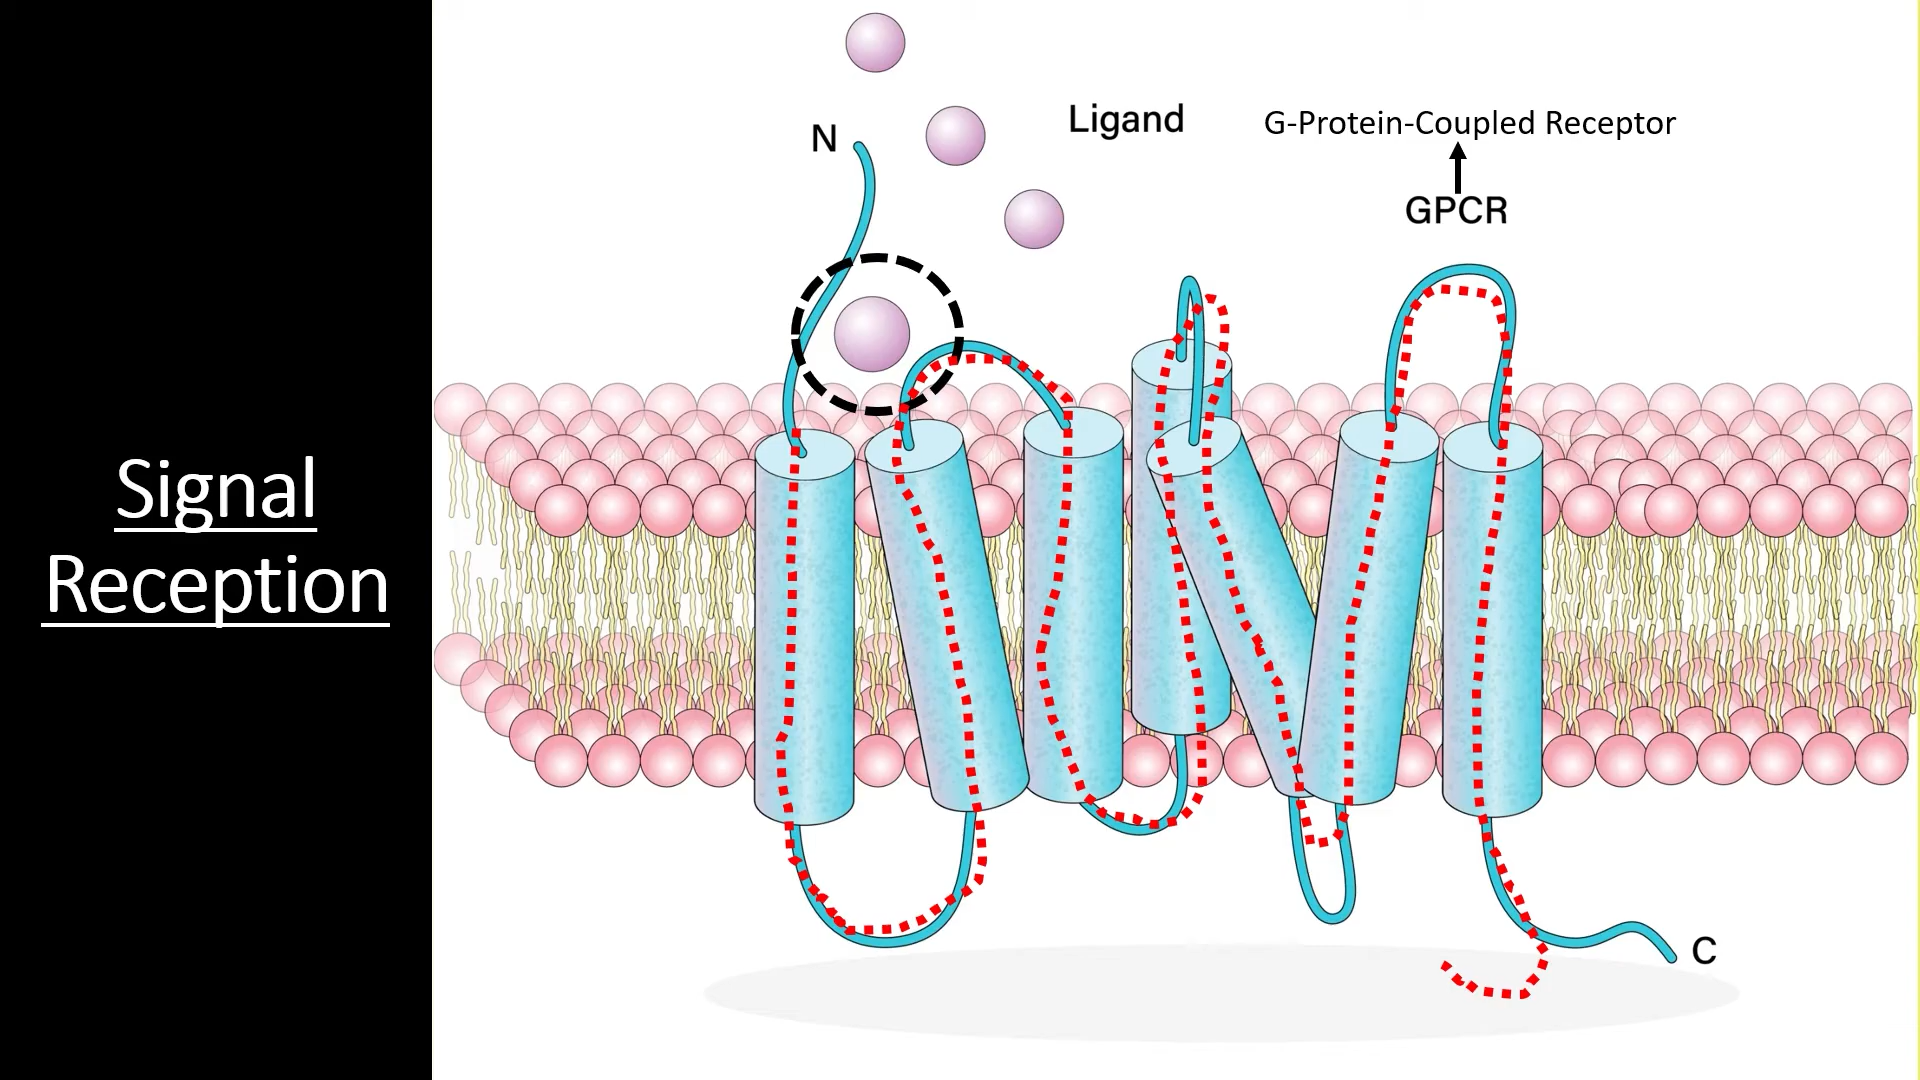 Signal
Reception
N
Ligand
G-Protein-Coupled Receptor
GPCR
C